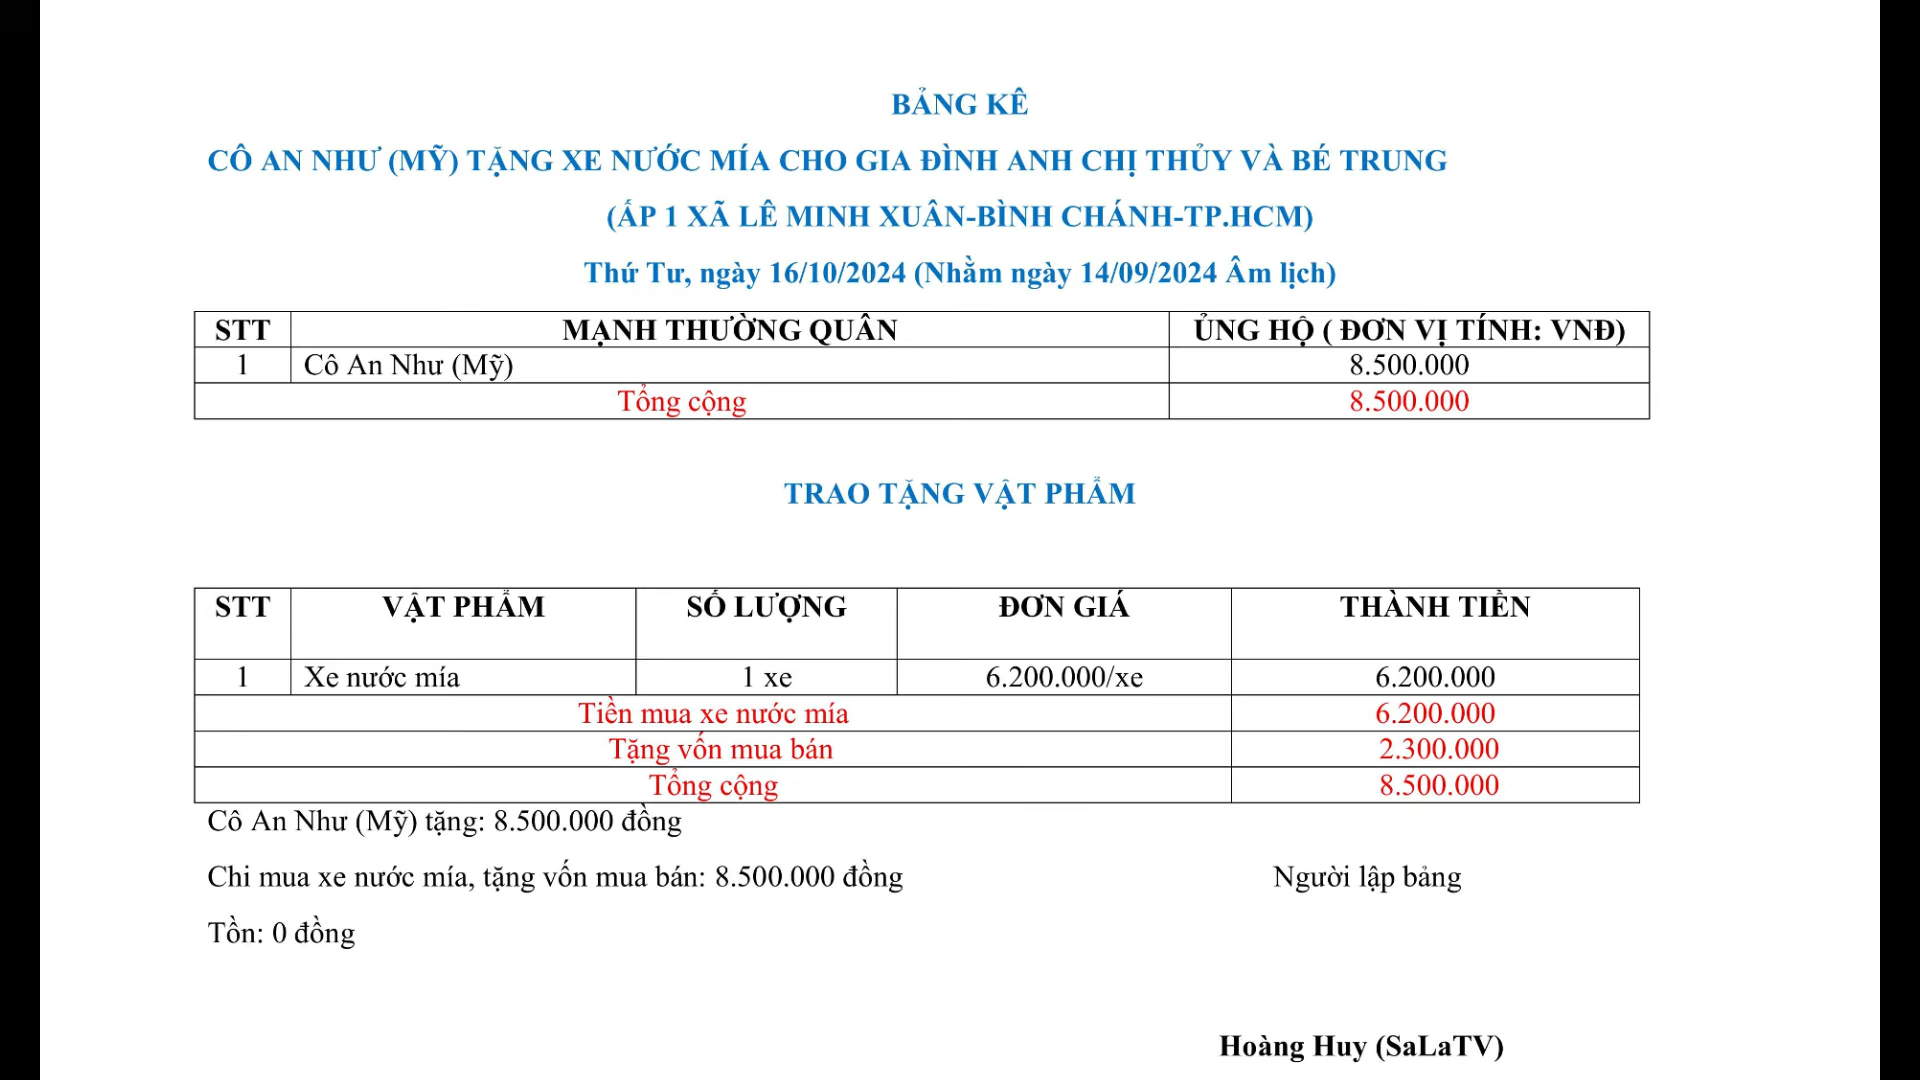 BẢNG KÊ
CÔ AN NHƯ (MỸ) TẶNG XE NƯỚC MÍA CHO GIA ĐÌNH ANH CHỊ THỦY VÀ BÉ TRUNG
(ẤP 1 XÃ LÊ MINH XUÂN-BÌNH CHÁNH-TP.HCM)
Thứ Tư, ngày 16/10/2024 (Nhằm ngày 14/09/2024 Âm lịch)
STT MẠNH THƯỜNG QUÂN ỦNG HỘ ( ĐƠN VỊ TÍNH: VNĐ)
1 Cô An Như (Mỹ) 8.500.000
Tổng cộng 8.500.000
TRAO TẶNG VẬT PHẨM
STT VẬT PHẨM SỐ LƯỢNG ĐƠN GIÁ THÀNH TIỀN
1 Xe nước mía 1 xe 6.200.000/xe 6.200.000
Tiền mua xe nước mía 6.200.000
Tặng vốn mua bán 2.300.000
Tổng cộng 8.500.000
Cô An Như (Mỹ) tặng: 8.500.000 đồng
Chi mua xe nước mía, tặng vốn mua bán: 8.500.000 đồng Người lập bảng
Tồn: 0 đồng
Hoàng Huy (SaLaTV)